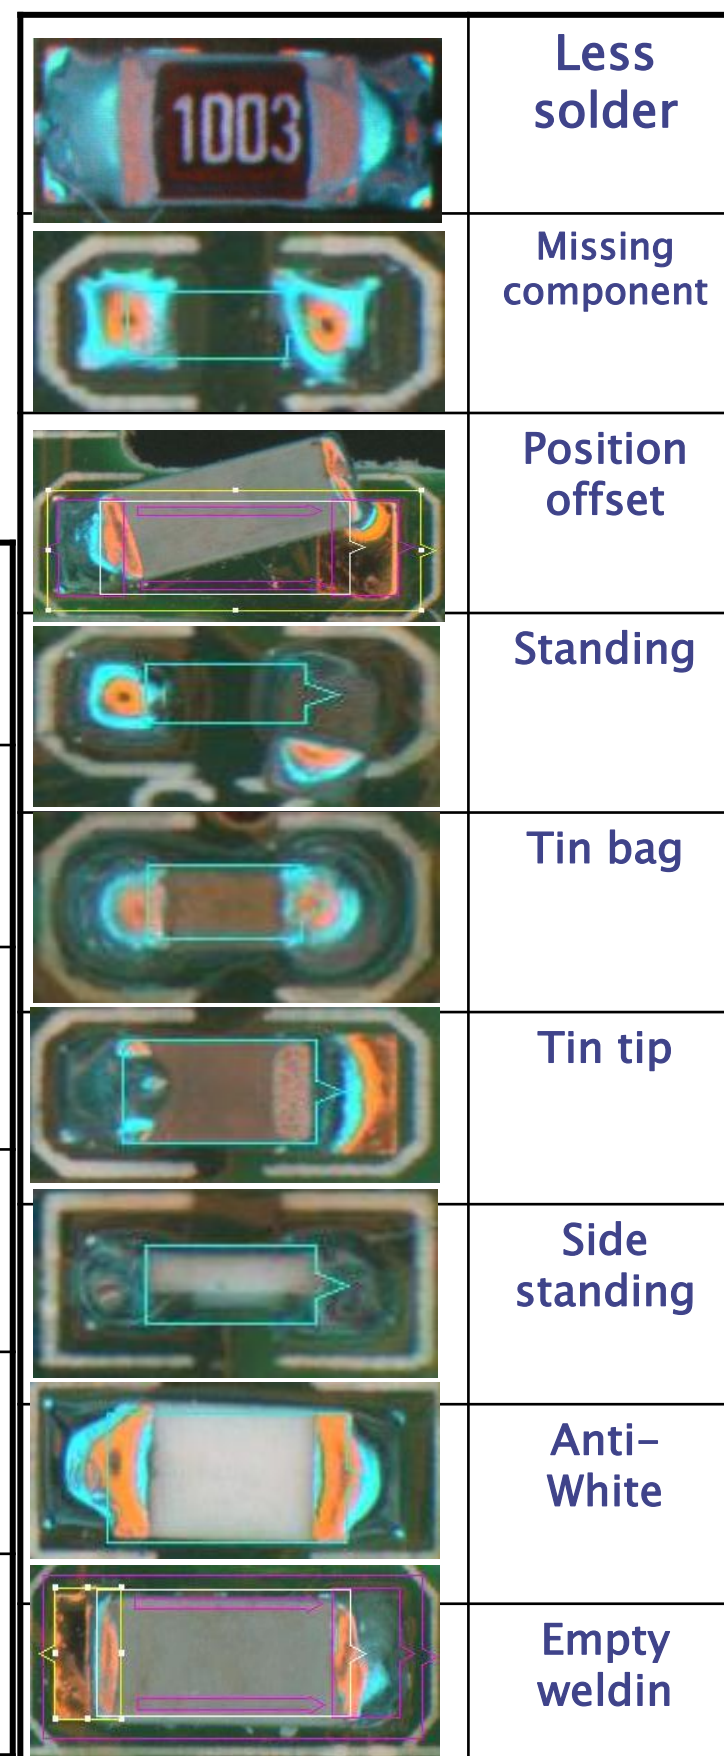 1003
Less
solder
Missing
component
Position
offset
Standing
Tin bag
Tin tip
Side
standing
Anti-
White
Empty
weldin